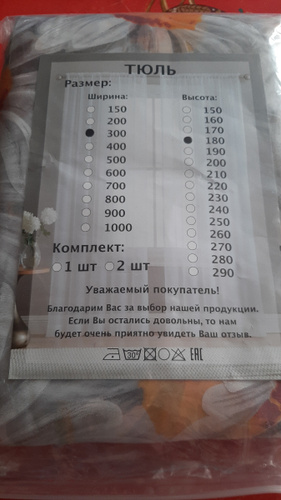 ТЮЛЬ
Размер:
Ширина: Высота:
150 150
200 160
300 170
400 180
500 190
600 200
700 210
800 220
900 230
1000 240
250
260
270
280
290
Комплект:
1 шт 2 шт
Уважаемый покупатель!
Благодарим Вас за выбор нашей продукции.
Если Вы остались довольны, то нам
будет очень приятно увидеть Ваш отзыв.
30° EAC